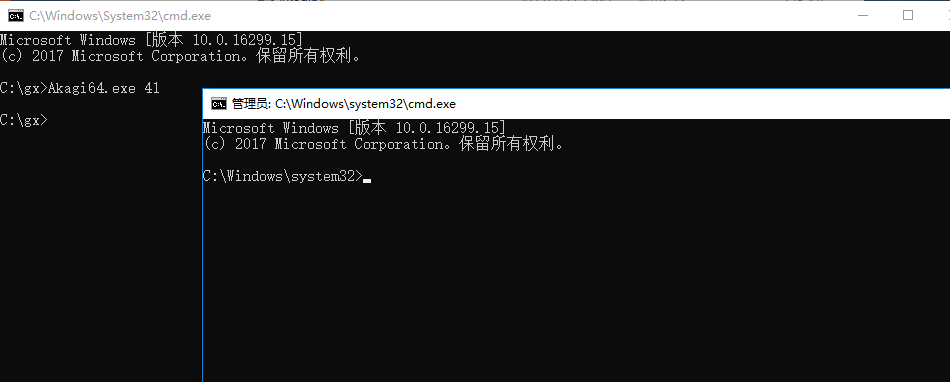 C:\Windows\System32\cmd.exe
Microsoft Windows [版本 10.0.16299.15]
(c) 2017 Microsoft Corporation。保留所有权利。
C:\gx>Akagi64.exe 41
C:\gx>
管理员: C:\Windows\system32\cmd.exe
Microsoft Windows [版本 10.0.16299.15]
(c) 2017 Microsoft Corporation。保留所有权利。
C:\Windows\system32>